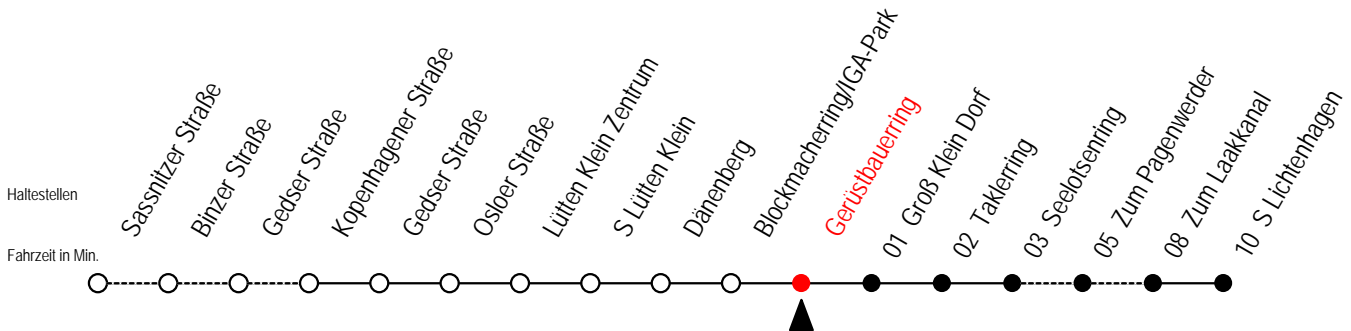 Haltestellen
Fahrzeit in Min.
Sassnitzer Straße
Binzer Straße
Gedser Straße
Kopenhagener Straße
Gedser Straße
Osloer Straße
Lütten Klein Zentrum
S Lütten Klein
Dänenberg
Blockmacherring/IGA-Park
Gerüstbauerring
01 Groß Klein Dorf
02 Taklerring
03 Seelotsenring
05 Zum Pagenwerder
08 Zum Laakkanal
10 S Lichtenhagen